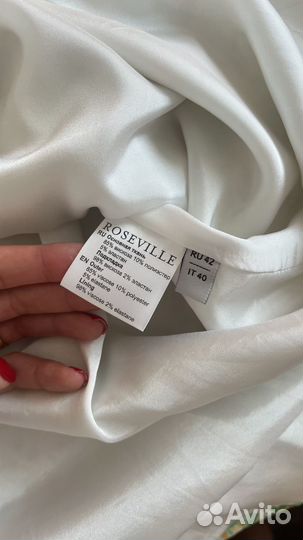 ROSEVILLE
RU Основная ткань
85% вискоза 10% полиэстер
5% эластан
Подкладка
98% вискоза 2% эластан
EN Outer
85% viscose 10% polyester
5% elastane
Lining
98% viscose 2% elastane
RU 42
IT 40
Avito